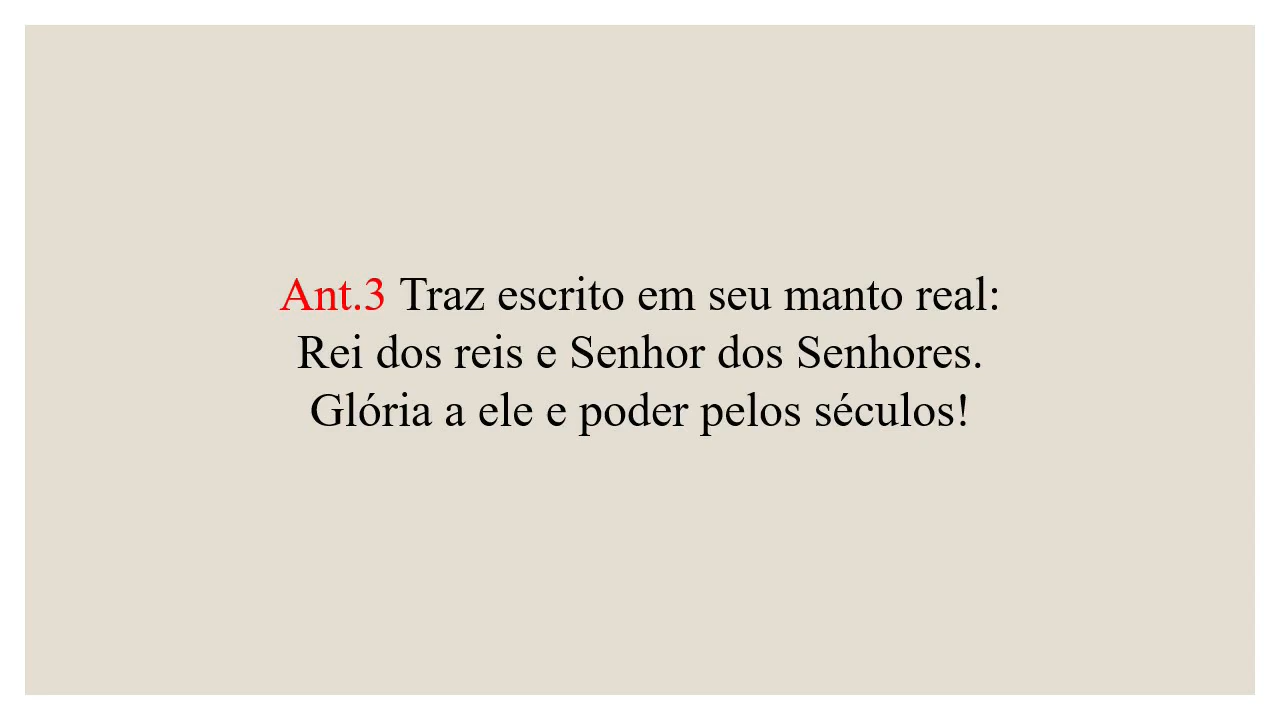 Ant.3 Traz escrito em seu manto real:
Rei dos reis e Senhor dos Senhores.
Glória a ele e poder pelos séculos!